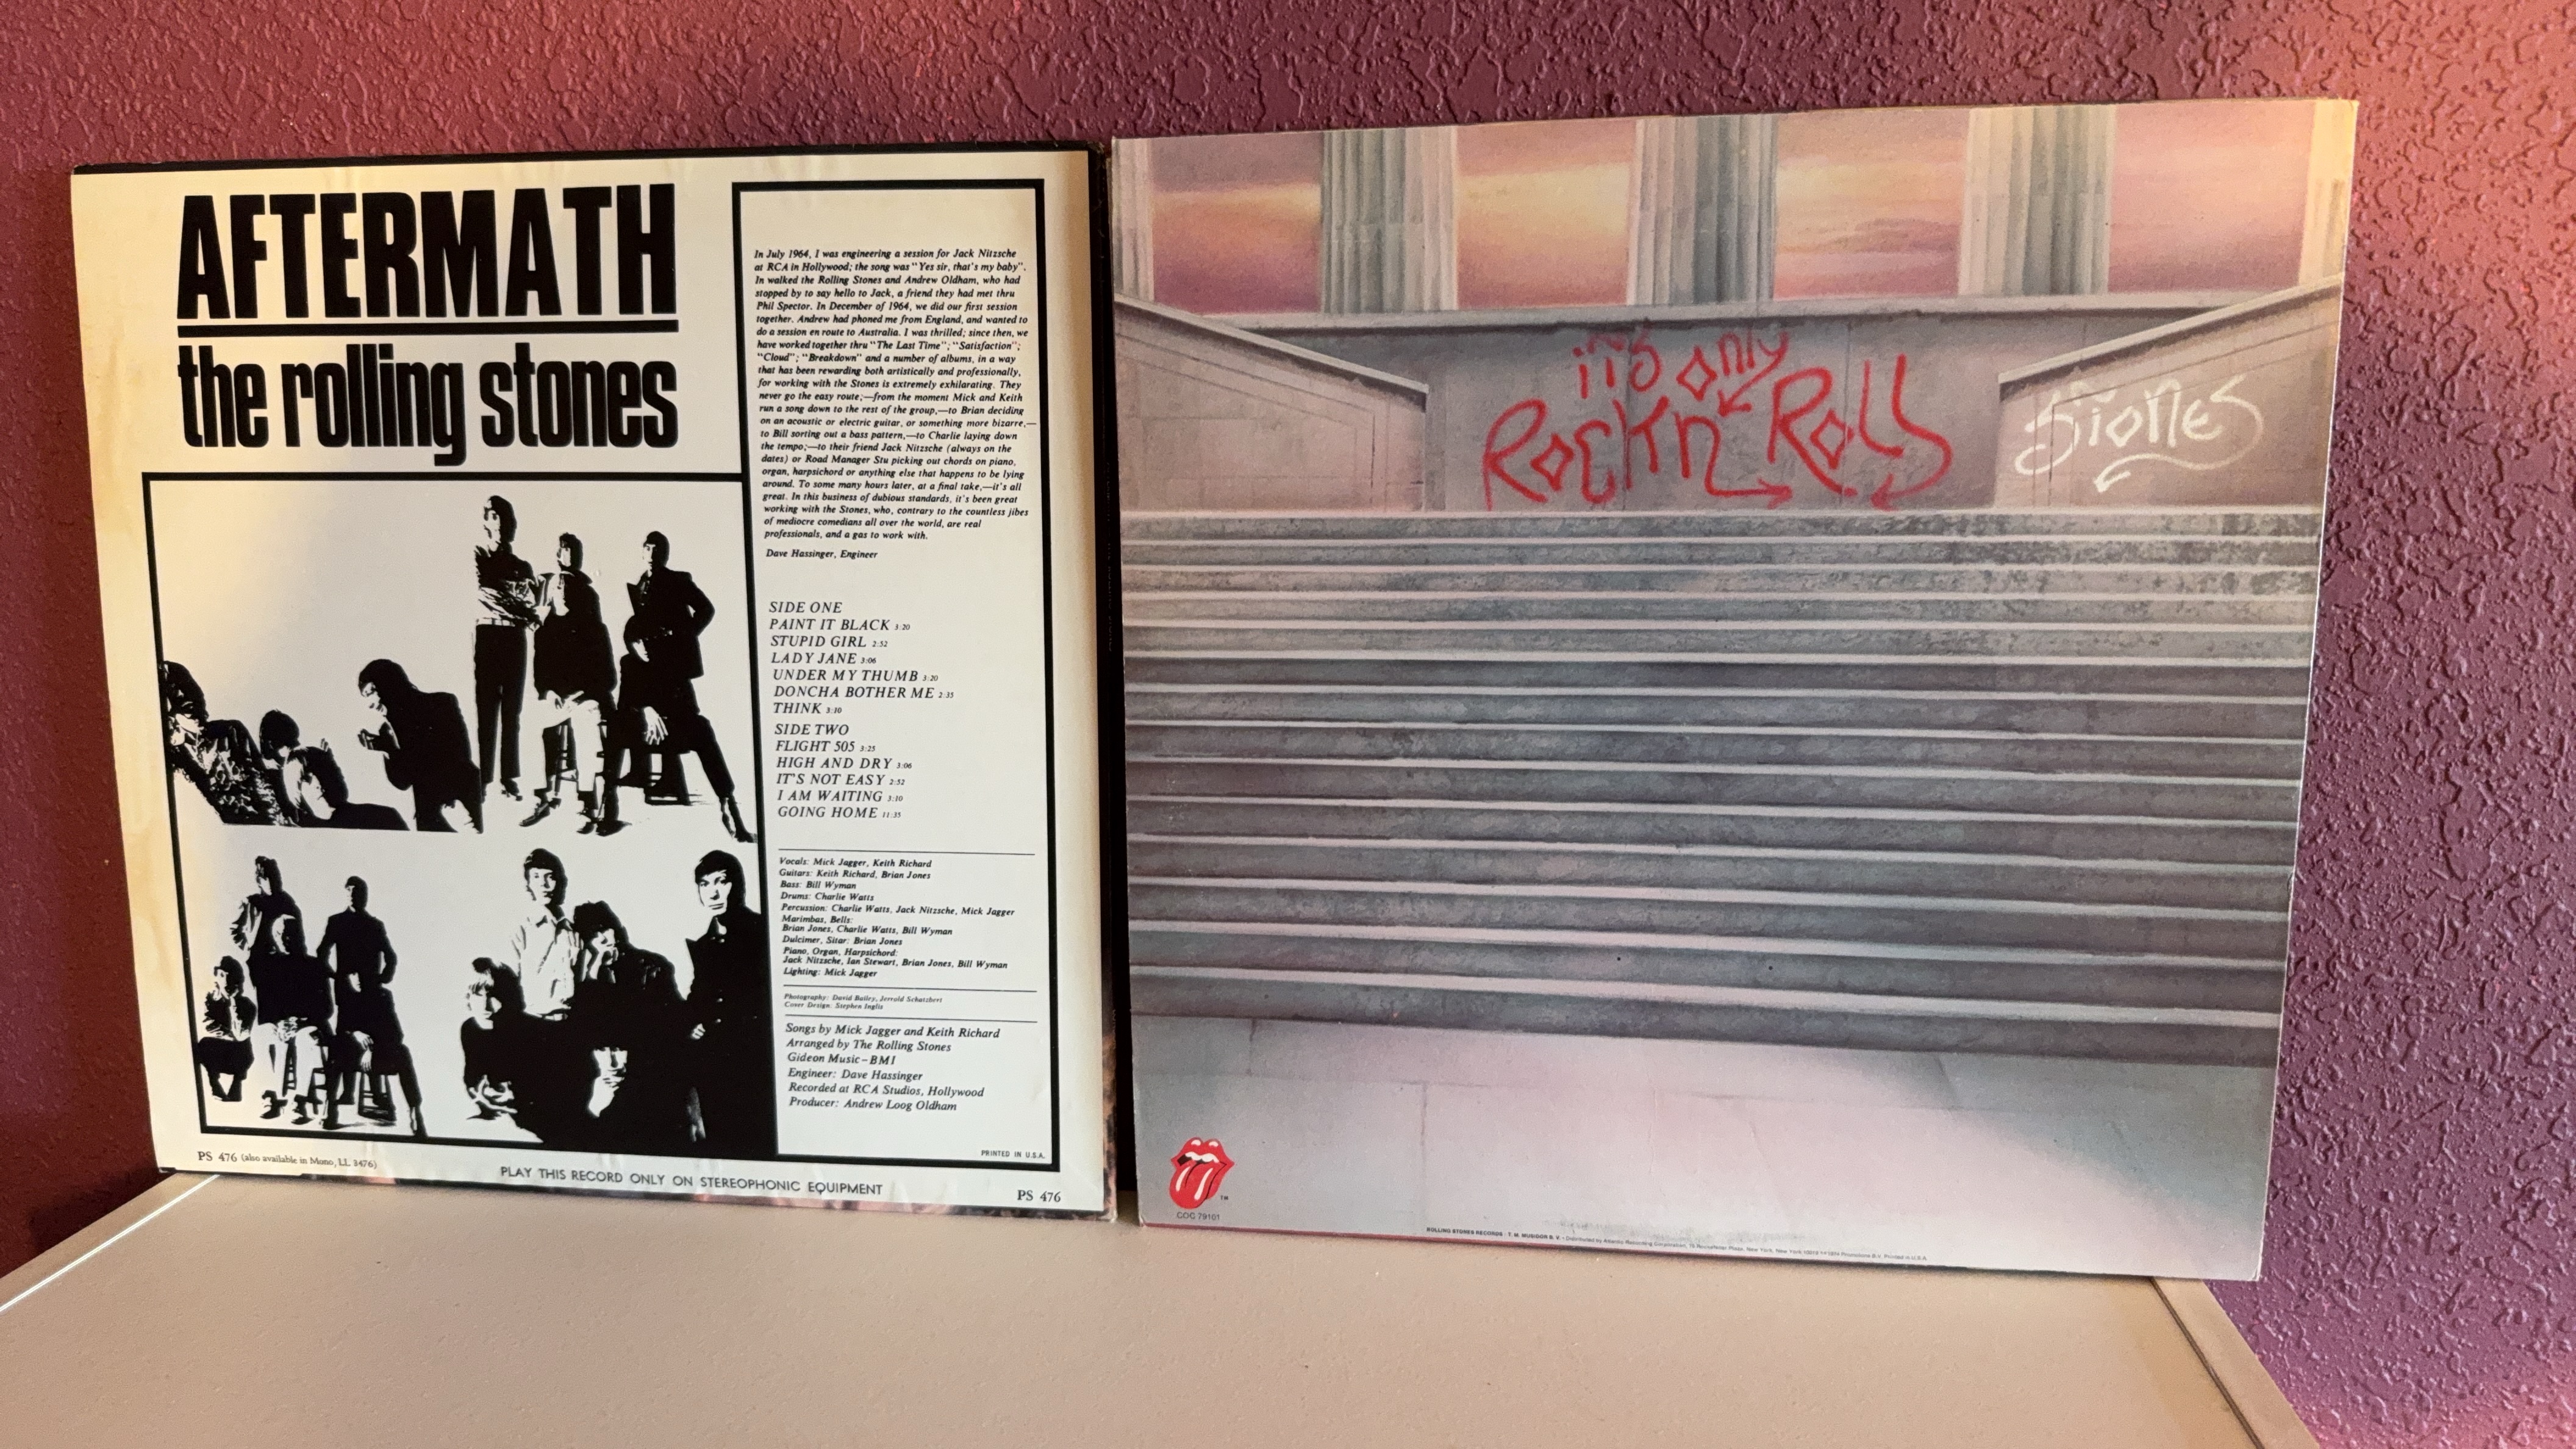 AFTERMATH
the rolling stones
In July 1964, I was engineering a session for Jack Nitzsche
at RCA in Hollywood; the song was "Yes sir, that's my baby".
In walked the Rolling Stones and Andrew Oldham, who had
stopped by to say hello to Jack, a friend they had met thru
Phil Spector. In December of 1964, we did our first session
together. Andrew had phoned me from England, and wanted to
do a session en route to Australia. I was thrilled; since then, we
have worked together thru "The Last Time"; "Satisfaction";
"Cloud"; "Breakdown" and a number of albums, in a way
that has been rewarding both artistically and professionally,
for working with the Stones is extremely exhilarating. They
never go the easy route;—from the moment Mick and Keith
run a song down to the rest of the group,—to Brian deciding
on an acoustic or electric guitar, or something more bizarre,—
to Bill sorting out a bass pattern,—to Charlie laying down
the tempo;—to their friend Jack Nitzsche (always on the
dates) or Road Manager Stu picking out chords on piano,
organ, harpsichord or anything else that happens to be lying
around. To some many hours later, at a final take,—it's all
great. In this business of dubious standards, it's been great
working with the Stones, who, contrary to the countless jibes
of mediocre comedians all over the world, are real
professionals, and a gas to work with.
Dave Hassinger, Engineer
SIDE ONE
PAINT IT BLACK 3:20
STUPID GIRL 2:52
LADY JANE 3:06
UNDER MY THUMB 3:20
DONCHA BOTHER ME 2:35
THINK 3:10
SIDE TWO
FLIGHT 505 3:25
HIGH AND DRY 3:06
IT'S NOT EASY 2:52
I AM WAITING 3:10
GOING HOME 11:35
Vocals: Mick Jagger, Keith Richard
Guitars: Keith Richard, Brian Jones
Bass: Bill Wyman
Drums: Charlie Watts
Percussion: Charlie Watts, Jack Nitzsche, Mick Jagger
Marimbas, Bells:
Brian Jones, Charlie Watts, Bill Wyman
Dulcimer, Sitar: Brian Jones
Piano, Organ, Harpsichord:
Jack Nitzsche, Ian Stewart, Brian Jones, Bill Wyman
Lighting: Mick Jagger
Photography: David Bailey, Jerrold Schatzbert
Cover Design: Stephen Inglis
Songs by Mick Jagger and Keith Richard
Arranged by The Rolling Stones
Gideon Music-BMI
Engineer: Dave Hassinger
Recorded at RCA Studios, Hollywood
Producer: Andrew Loog Oldham
PRINTED IN U.S.A.
PS 476 (also available in Mono, LL 3476)
PLAY THIS RECORD ONLY ON STEREOPHONIC EQUIPMENT
PS 476
it's only
Rock'n Roll
Stones
TM
COC 79101
ROLLING STONES RECORDS · T. M. MUSIDOR B. V. · Distributed by Atlantic Recording Corporation, 75 Rockefeller Plaza, New York, New York 10019 1974 Promotone B.V. Printed in U.S.A.